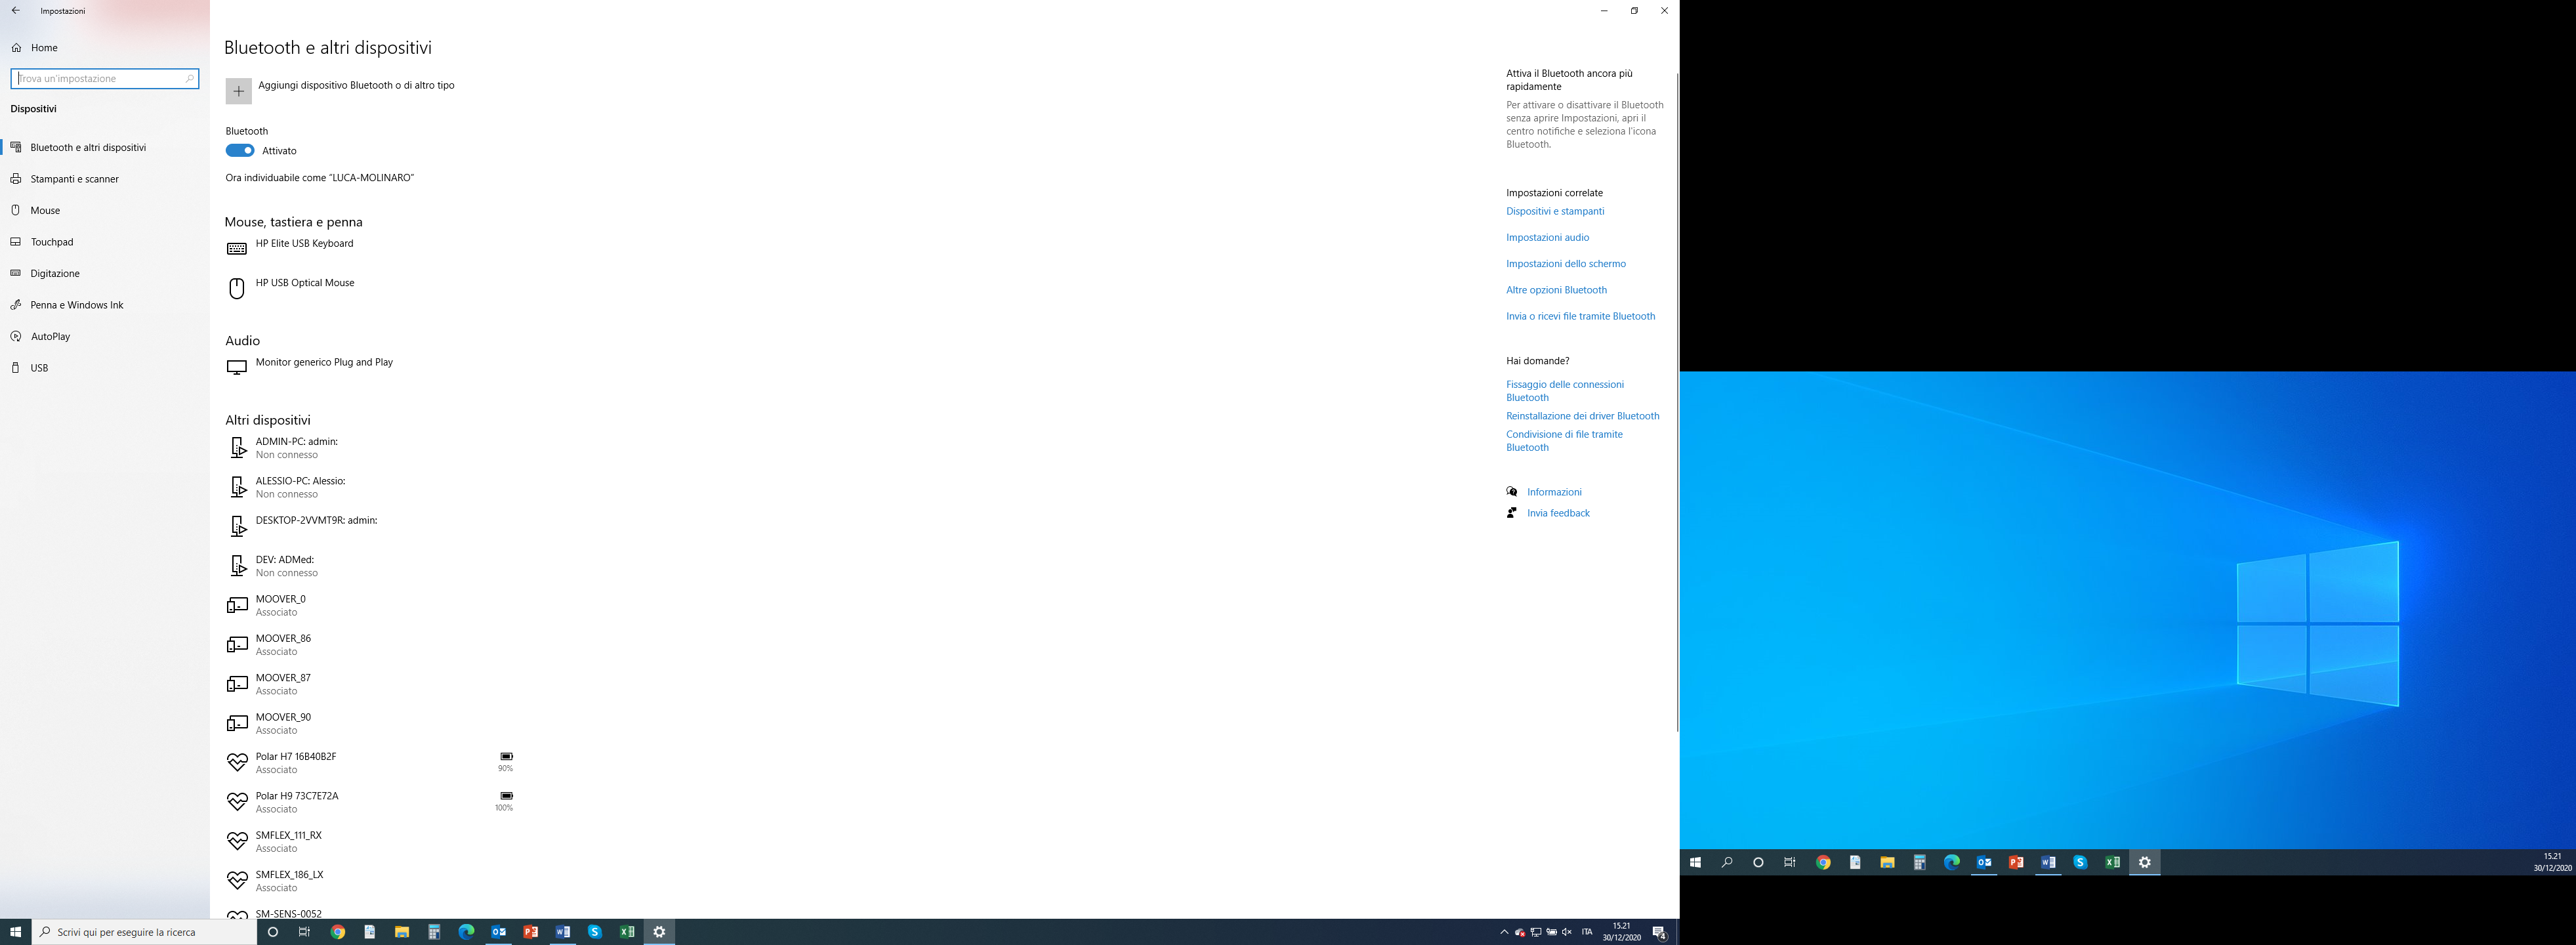 Impostazioni
Home
Trova un'impostazione
Dispositivi
Bluetooth e altri dispositivi
Stampanti e scanner
Mouse
Touchpad
Digitazione
Penna e Windows Ink
AutoPlay
USB
Bluetooth e altri dispositivi
Aggiungi dispositivo Bluetooth o di altro tipo
Bluetooth
Attivato
Ora individuabile come "LUCA-MOLINARO"
Mouse, tastiera e penna
HP Elite USB Keyboard
HP USB Optical Mouse
Audio
Monitor generico Plug and Play
Altri dispositivi
ADMIN-PC: admin:
Non connesso
ALESSIO-PC: Alessio:
Non connesso
DESKTOP-2VVMT9R: admin:
DEV: ADMed:
Non connesso
MOOVER_0
Associato
MOOVER_86
Associato
MOOVER_87
Associato
MOOVER_90
Associato
Polar H7 16B40B2F
Associato
90%
Polar H9 73C7E72A
Associato
100%
SMFLEX_111_RX
Associato
SMFLEX_186_LX
Associato
SM-SENS-0052
Attiva il Bluetooth ancora più
rapidamente
Per attivare o disattivare il Bluetooth
senza aprire Impostazioni, apri il
centro notifiche e seleziona l'icona
Bluetooth.
Impostazioni correlate
Dispositivi e stampanti
Impostazioni audio
Impostazioni dello schermo
Altre opzioni Bluetooth
Invia o ricevi file tramite Bluetooth
Hai domande?
Fissaggio delle connessioni
Bluetooth
Reinstallazione dei driver Bluetooth
Condivisione di file tramite
Bluetooth
Informazioni
Invia feedback
Scrivi qui per eseguire la ricerca
ITA
15.21
30/12/2020
4
15.21
30/12/2020